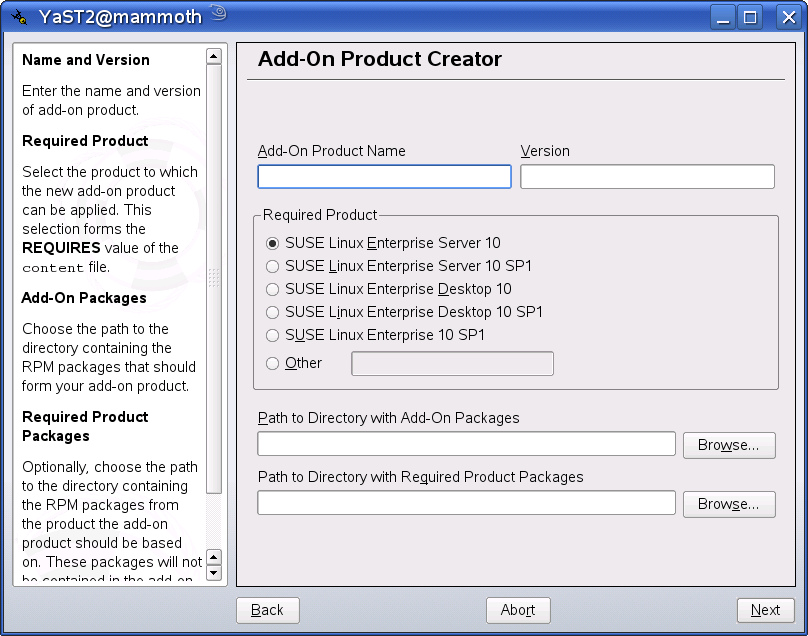 YaST2@mammoth
Name and Version
Enter the name and version
of add-on product.
Required Product
Select the product to which
the new add-on product
can be applied. This
selection forms the
REQUIRES value of the
content file.
Add-On Packages
Choose the path to the
directory containing the
RPM packages that should
form your add-on product.
Required Product
Packages
Optionally, choose the path
to the directory containing
the RPM packages from
the product the add-on
product should be based
on. These packages will not
be contained in the add-on
Add-On Product Creator
Add-On Product Name
Version
Required Product
SUSE Linux Enterprise Server 10
SUSE Linux Enterprise Server 10 SP1
SUSE Linux Enterprise Desktop 10
SUSE Linux Enterprise Desktop 10 SP1
SUSE Linux Enterprise 10 SP1
Other
Path to Directory with Add-On Packages
Browse...
Path to Directory with Required Product Packages
Browse...
Back
Abort
Next